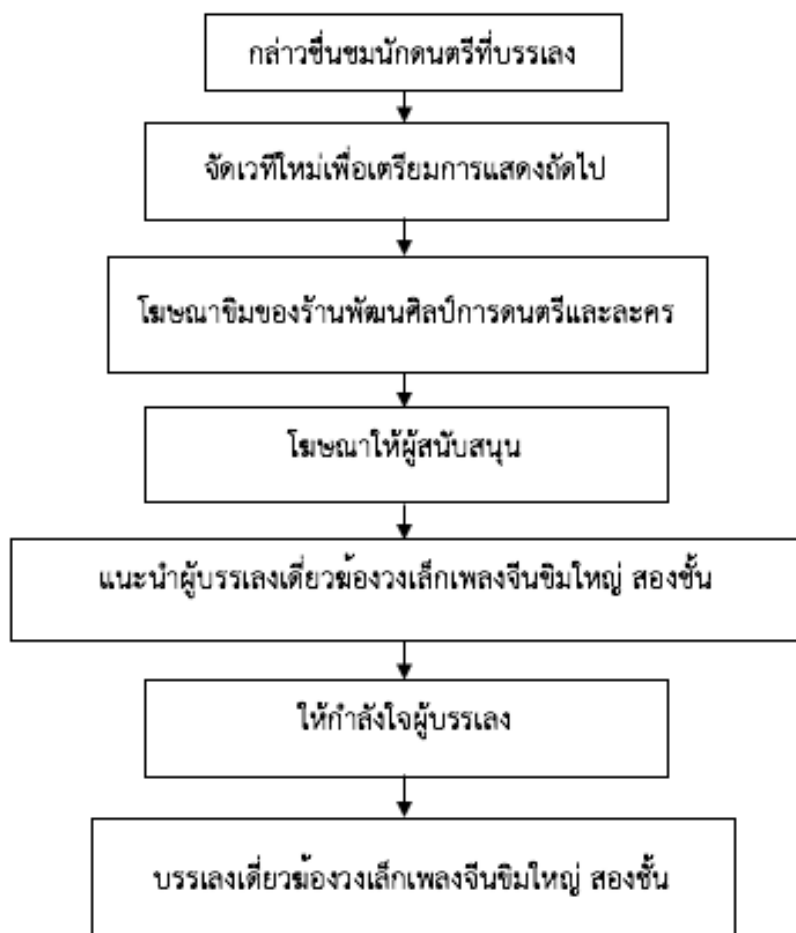 กล่าวชื่นชมนักดนตรีที่บรรเลง
จัดเวทีใหม่เพื่อเตรียมการแสดงถัดไป
โฆษณาขิมของร้านพัฒนศิลป์การดนตรีและละคร
โฆษณาให้ผู้สนับสนุน
แนะนำผู้บรรเลงเดี่ยวฆ้องวงเล็กเพลงจีนขิมใหญ่ สองชั้น
ให้กำลังใจผู้บรรเลง
บรรเลงเดี่ยวฆ้องวงเล็กเพลงจีนขิมใหญ่ สองชั้น